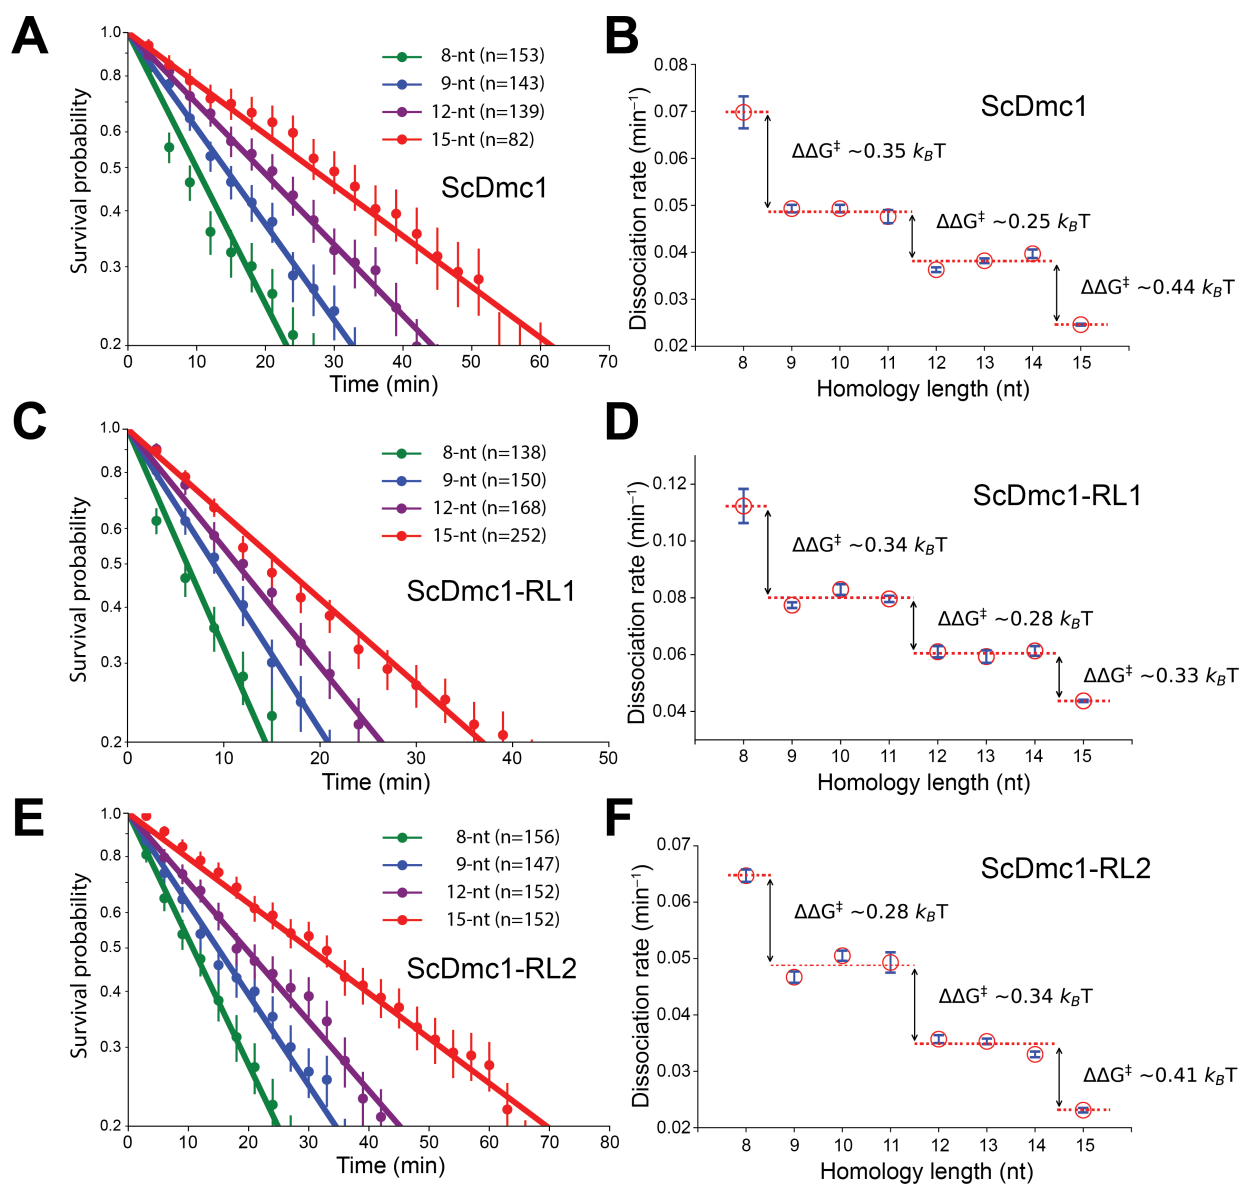 A
1.0
0.8
0.6
0.5
0.4
0.3
0.2
Survival probability
0
10
20
30
40
50
60
70
Time (min)
8-nt (n=153)
9-nt (n=143)
12-nt (n=139)
15-nt (n=82)
ScDmc1
B
0.08
0.07
0.06
0.05
0.04
0.03
0.02
Dissociation rate (min⁻¹)
ScDmc1
ΔΔG‡ ~0.35 kBT
ΔΔG‡ ~0.25 kBT
ΔΔG‡ ~0.44 kBT
8
9
10
11
12
13
14
15
Homology length (nt)
C
1.0
0.8
0.6
0.5
0.4
0.3
0.2
Survival probability
0
10
20
30
40
50
Time (min)
8-nt (n=138)
9-nt (n=150)
12-nt (n=168)
15-nt (n=252)
ScDmc1-RL1
D
0.12
0.10
0.08
0.06
0.04
Dissociation rate (min⁻¹)
ScDmc1-RL1
ΔΔG‡ ~0.34 kBT
ΔΔG‡ ~0.28 kBT
ΔΔG‡ ~0.33 kBT
8
9
10
11
12
13
14
15
Homology length (nt)
E
1.0
0.8
0.6
0.5
0.4
0.3
0.2
Survival probability
0
10
20
30
40
50
60
70
80
Time (min)
8-nt (n=156)
9-nt (n=147)
12-nt (n=152)
15-nt (n=152)
ScDmc1-RL2
F
0.07
0.06
0.05
0.04
0.03
0.02
Dissociation rate (min⁻¹)
ScDmc1-RL2
ΔΔG‡ ~0.28 kBT
ΔΔG‡ ~0.34 kBT
ΔΔG‡ ~0.41 kBT
8
9
10
11
12
13
14
15
Homology length (nt)